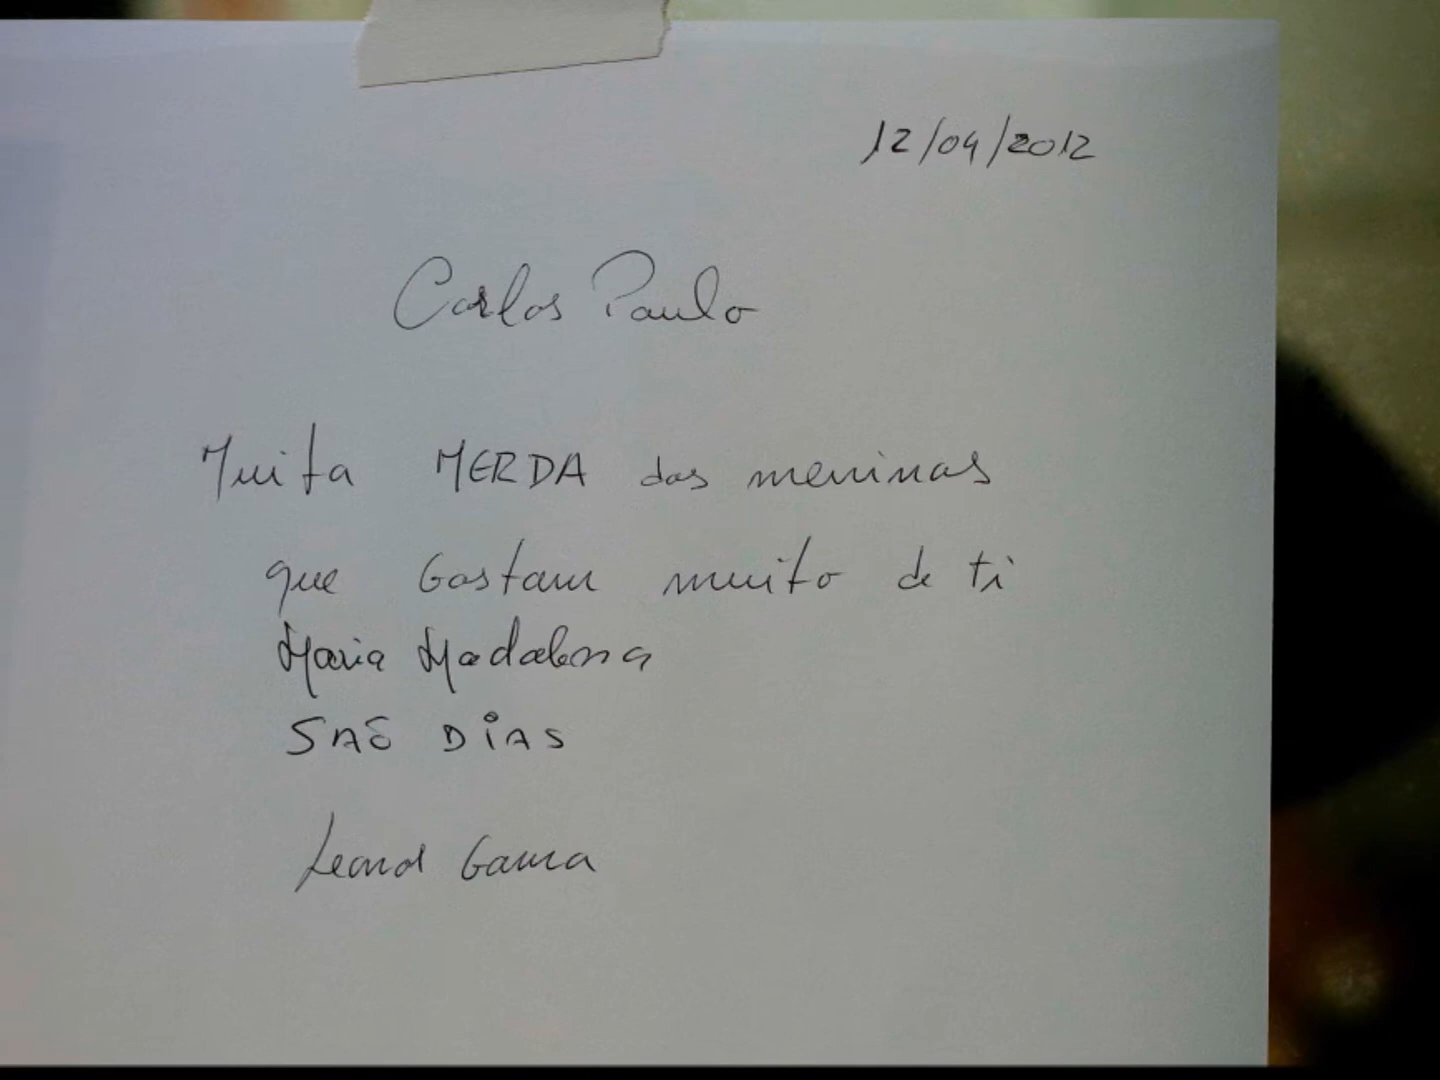 12/04/2012
Carlos Paulo
Muita MERDA das meninas
que Gostam muito de ti
Maria Madalena
SÃO DIAS
Leonor Gama